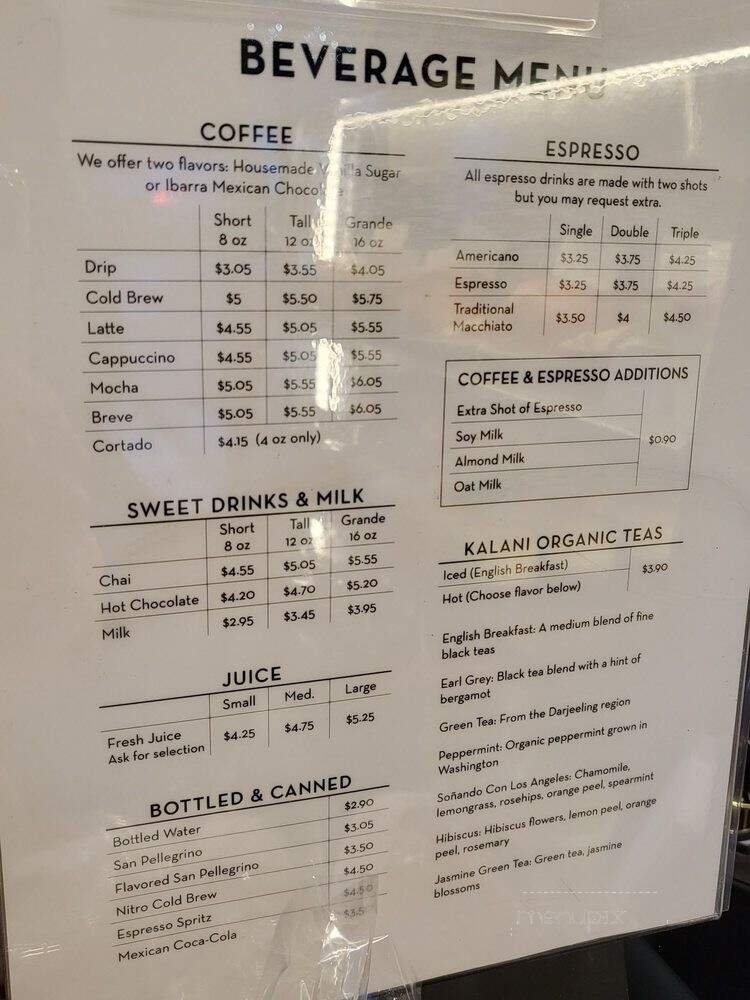 BEVERAGE MENU
COFFEE
We offer two flavors: Housemade Vanilla Sugar
or Ibarra Mexican Chocolate
Short Tall Grande
8 oz 12 oz 16 oz
Drip $3.05 $3.55 $4.05
Cold Brew $5 $5.50 $5.75
Latte $4.55 $5.05 $5.55
Cappuccino $4.55 $5.05 $5.55
Mocha $5.05 $5.55 $6.05
Breve $5.05 $5.55 $6.05
Cortado $4.15 (4 oz only)
SWEET DRINKS & MILK
Short Tall Grande
8 oz 12 oz 16 oz
Chai $4.55 $5.05 $5.55
Hot Chocolate $4.20 $4.70 $5.20
Milk $2.95 $3.45 $3.95
JUICE
Small Med. Large
Fresh Juice $4.25 $4.75 $5.25
Ask for selection
BOTTLED & CANNED
Bottled Water $2.90
San Pellegrino $3.05
Flavored San Pellegrino $3.50
Nitro Cold Brew $4.50
Espresso Spritz $4.50
Mexican Coca-Cola
ESPRESSO
All espresso drinks are made with two shots
but you may request extra.
Single Double Triple
Americano $3.25 $3.75 $4.25
Espresso $3.25 $3.75 $4.25
Traditional
Macchiato $3.50 $4 $4.50
COFFEE & ESPRESSO ADDITIONS
Extra Shot of Espresso
Soy Milk
$0.90
Almond Milk
Oat Milk
KALANI ORGANIC TEAS
Iced (English Breakfast)
$3.90
Hot (Choose flavor below)
English Breakfast: A medium blend of fine
black teas
Earl Grey: Black tea blend with a hint of
bergamot
Green Tea: From the Darjeeling region
Peppermint: Organic peppermint grown in
Washington
Soñando Con Los Angeles: Chamomile,
lemongrass, rosehips, orange peel, spearmint
Hibiscus: Hibiscus flowers, lemon peel, orange
peel, rosemary
Jasmine Green Tea: Green tea, jasmine
blossoms
menupix